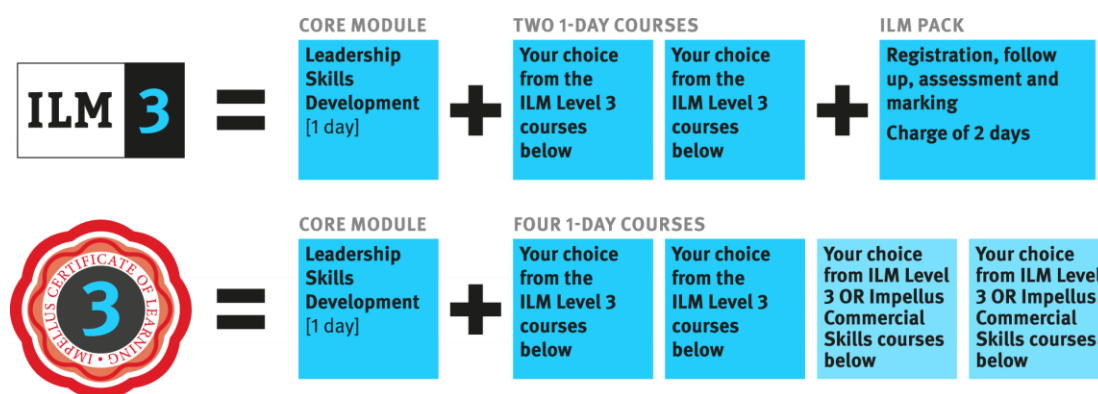 CORE MODULE
TWO 1-DAY COURSES
ILM PACK
ILM 3
=
Leadership
Skills
Development
[1 day]
+
Your choice
from the
ILM Level 3
courses
below
Your choice
from the
ILM Level 3
courses
below
+
Registration, follow
up, assessment and
marking
Charge of 2 days
CORE MODULE
FOUR 1-DAY COURSES
IMPELLUS CERTIFICATE OF LEARNING •
3
=
Leadership
Skills
Development
[1 day]
+
Your choice
from the
ILM Level 3
courses
below
Your choice
from the
ILM Level 3
courses
below
Your choice
from ILM Level
3 OR Impellus
Commercial
Skills courses
below
Your choice
from ILM Level
3 OR Impellus
Commercial
Skills courses
below